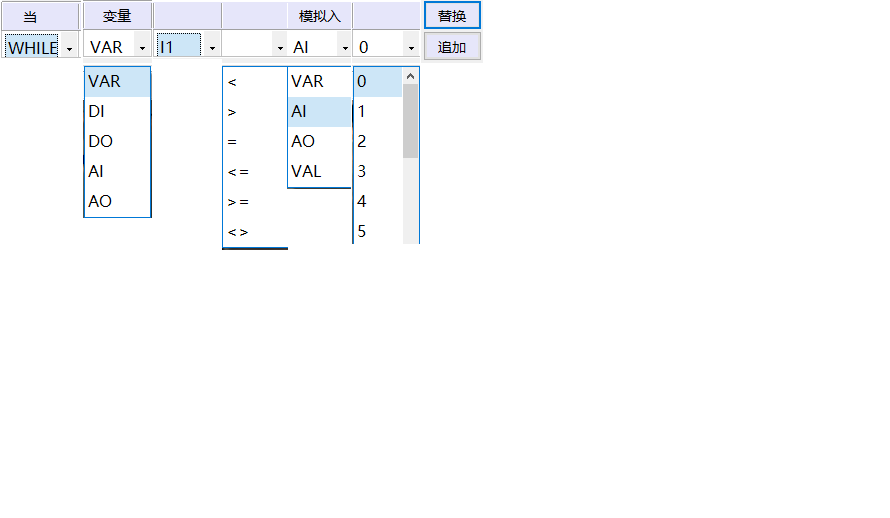 当 变量 模拟入 替换
WHILE VAR I1 AI 0 追加
VAR < VAR 0
DI > AI 1
DO = AO 2
AI <= VAL 3
AO >= 4
<> 5